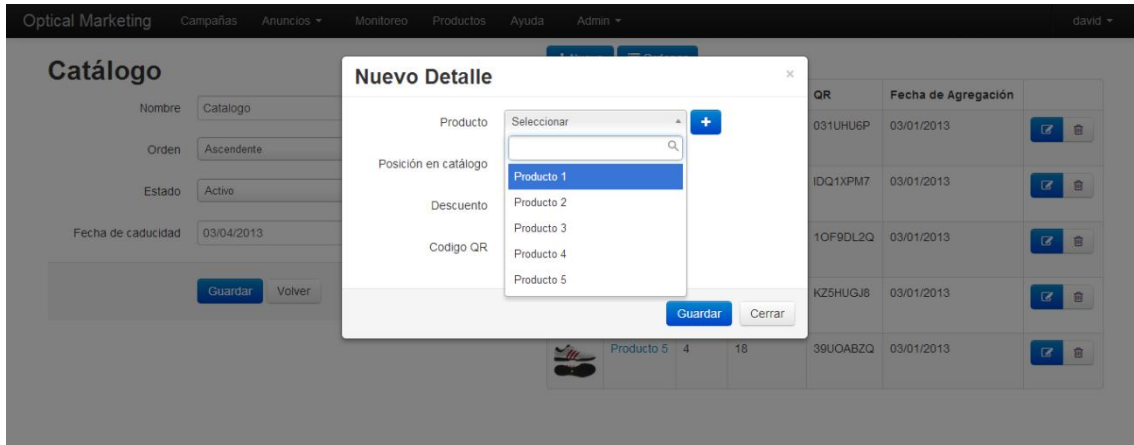 Optical Marketing Campañas Anuncios Monitoreo Productos Ayuda Admin david
Catálogo
Nombre Catalogo
Orden Ascendente
Estado Activo
Fecha de caducidad 03/04/2013
Guardar Volver
Nuevo Detalle ×
Producto Seleccionar +
Posición en catálogo
Descuento
Codigo QR
Producto 1
Producto 2
Producto 3
Producto 4
Producto 5
Guardar Cerrar
QR Fecha de Agregación
031UHU6P 03/01/2013
IDQ1XPM7 03/01/2013
1OF9DL2Q 03/01/2013
KZ5HUGJ8 03/01/2013
Producto 5 4 18 39UOABZQ 03/01/2013